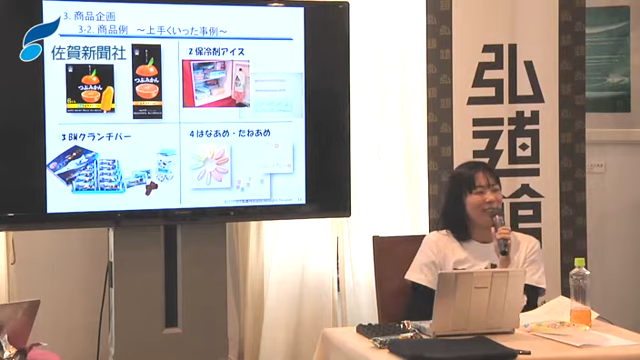 佐賀新聞社
3. 商品企画
3-2. 商品例 ～上手くいった事例～
つぶみかん
つぶみかん
2 保冷剤アイス
3 BMクランチバー
4 はなあめ・たねあめ
弘道館